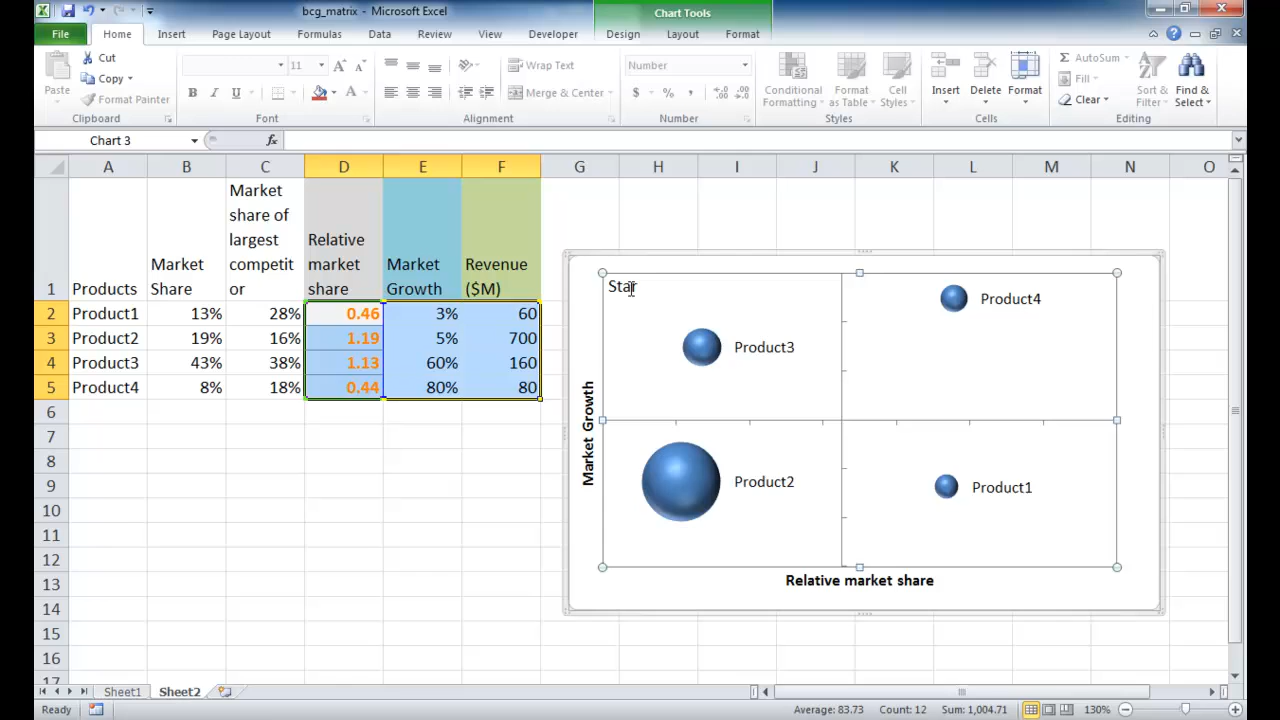 bcg_matrix - Microsoft Excel
Chart Tools
File Home Insert Page Layout Formulas Data Review View Developer Design Layout Format
Paste
Cut
Copy
Format Painter
Clipboard
11
A A
B I U
A
Font
Wrap Text
Merge & Center
Alignment
Number
$ % ,
Number
Conditional Formatting
Format as Table
Cell Styles
Styles
Insert
Delete
Format
Cells
AutoSum
Fill
Clear
Sort & Filter
Find & Select
Editing
Chart 3
fx
A B C D E F G H I J K L M N O
1 Products Market Share Market share of largest competitor Relative market share Market Growth Revenue ($M)
2 Product1 13% 28% 0.46 3% 60
3 Product2 19% 16% 1.19 5% 700
4 Product3 43% 38% 1.13 60% 160
5 Product4 8% 18% 0.44 80% 80
6
7
8
9
10
11
12
13
14
15
16
17
Star
Product4
Product3
Market Growth
Product2
Product1
Relative market share
Sheet1 Sheet2
Ready
Average: 83.73 Count: 12 Sum: 1,004.71 130%